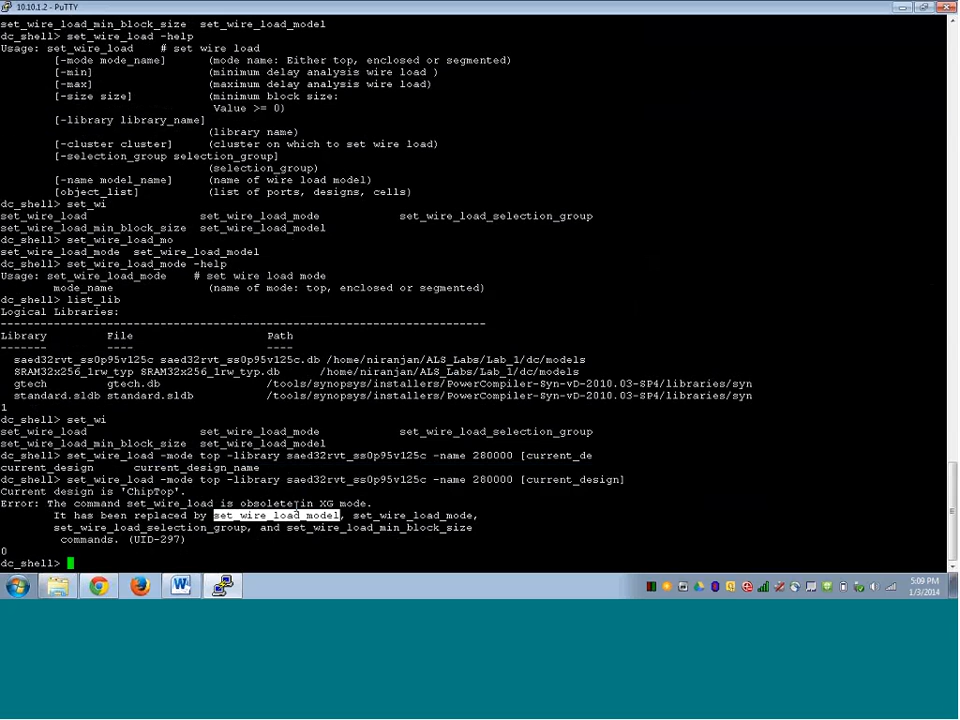 10.10.1.2 - PuTTY
set_wire_load_min_block_size  set_wire_load_model
dc_shell> set_wire_load -help
Usage: set_wire_load    # set wire load
        [-mode mode_name]      (mode name: Either top, enclosed or segmented)
        [-min]                 (minimum delay analysis wire load )
        [-max]                 (maximum delay analysis wire load)
        [-size size]           (minimum block size:
                                Value >= 0)
        [-library library_name]
                               (library name)
        [-cluster cluster]     (cluster on which to set wire load)
        [-selection_group selection_group]
                               (selection_group)
        [-name model_name]     (name of wire load model)
        [object_list]          (list of ports, designs, cells)
dc_shell> set_wi
set_wire_load                 set_wire_load_mode            set_wire_load_selection_group
set_wire_load_min_block_size  set_wire_load_model
dc_shell> set_wire_load_mo
set_wire_load_mode  set_wire_load_model
dc_shell> set_wire_load_mode -help
Usage: set_wire_load_mode    # set wire load mode
        mode_name              (name of mode: top, enclosed or segmented)
dc_shell> list_lib
Logical Libraries:
-------------------------------------------------------------------------
Library         File            Path
-------         ----            ----
  saed32rvt_ss0p95v125c saed32rvt_ss0p95v125c.db /home/niranjan/ALS_Labs/Lab_1/dc/models
  SRAM32x256_1rw_typ SRAM32x256_1rw_typ.db      /home/niranjan/ALS_Labs/Lab_1/dc/models
  gtech         gtech.db        /tools/synopsys/installers/PowerCompiler-Syn-vD-2010.03-SP4/libraries/syn
  standard.sldb standard.sldb   /tools/synopsys/installers/PowerCompiler-Syn-vD-2010.03-SP4/libraries/syn
1
dc_shell> set_wi
set_wire_load                 set_wire_load_mode            set_wire_load_selection_group
set_wire_load_min_block_size  set_wire_load_model
dc_shell> set_wire_load -mode top -library saed32rvt_ss0p95v125c -name 280000 [current_de
current_design       current_design_name
dc_shell> set_wire_load -mode top -library saed32rvt_ss0p95v125c -name 280000 [current_design]
Current design is 'ChipTop'.
Error: The command set_wire_load is obsolete in XG mode.
        It has been replaced by set_wire_load_model, set_wire_load_mode,
        set_wire_load_selection_group, and set_wire_load_min_block_size
         commands. (UID-297)
0
dc_shell>
5:09 PM
1/3/2014